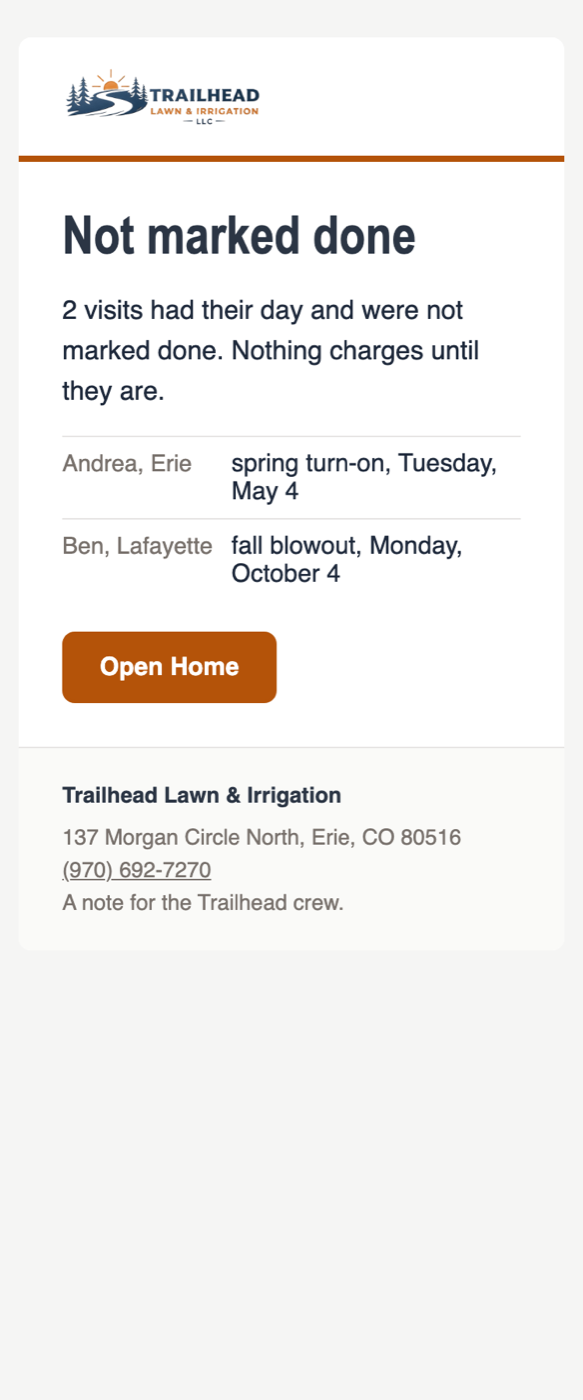 TRAILHEAD
LAWN & IRRIGATION
LLC
Not marked done
2 visits had their day and were not
marked done. Nothing charges until
they are.
Andrea, Erie spring turn-on, Tuesday,
May 4
Ben, Lafayette fall blowout, Monday,
October 4
Open Home
Trailhead Lawn & Irrigation
137 Morgan Circle North, Erie, CO 80516
(970) 692-7270
A note for the Trailhead crew.